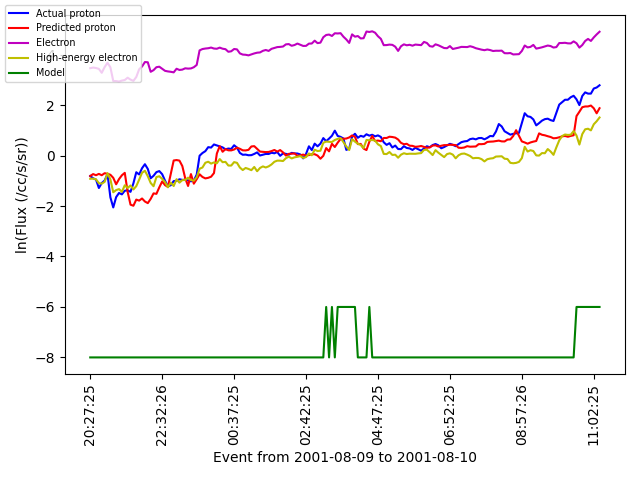 Actual proton
Predicted proton
Electron
High-energy electron
Model
2
0
−2
−4
−6
−8
ln(Flux (/cc/s/sr))
20:27:25
22:32:26
00:37:25
02:42:25
04:47:25
06:52:25
08:57:26
11:02:25
Event from 2001-08-09 to 2001-08-10